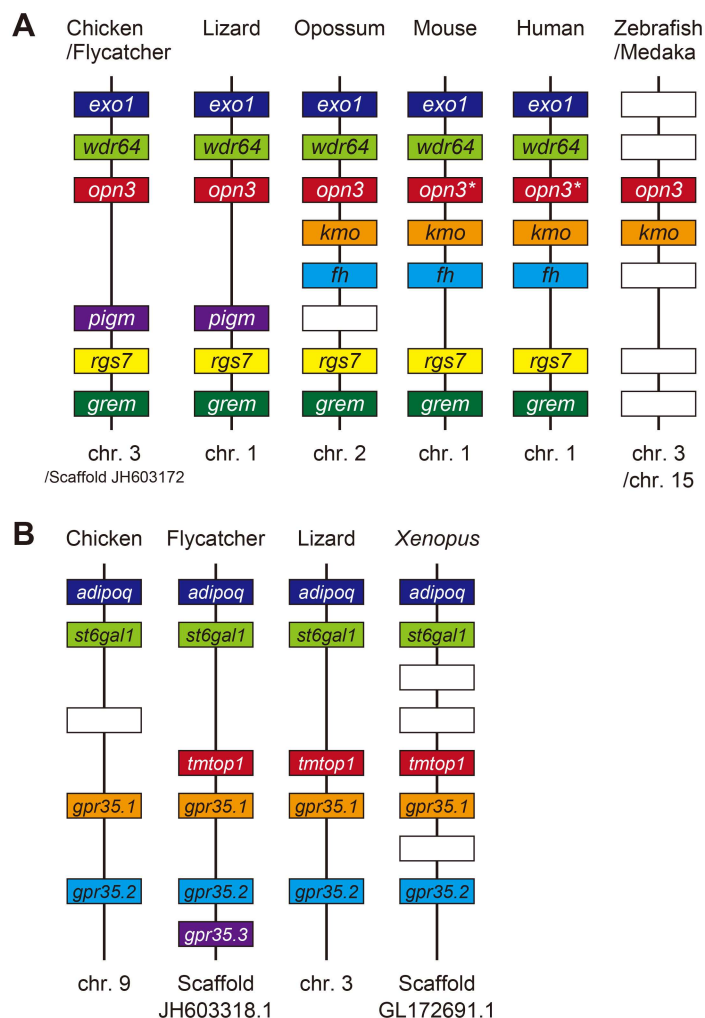 A
Chicken
/Flycatcher
Lizard
Opossum
Mouse
Human
Zebrafish
/Medaka
exo1 exo1 exo1 exo1 exo1
wdr64 wdr64 wdr64 wdr64 wdr64
opn3 opn3 opn3 opn3* opn3* opn3
kmo kmo kmo kmo
fh fh fh
pigm pigm
rgs7 rgs7 rgs7 rgs7 rgs7
grem grem grem grem grem
chr. 3
/Scaffold JH603172
chr. 1
chr. 2
chr. 1
chr. 1
chr. 3
/chr. 15
B
Chicken Flycatcher Lizard Xenopus
adipoq adipoq adipoq adipoq
st6gal1 st6gal1 st6gal1 st6gal1
tmtop1 tmtop1 tmtop1
gpr35.1 gpr35.1 gpr35.1 gpr35.1
gpr35.2 gpr35.2 gpr35.2 gpr35.2
gpr35.3
chr. 9
Scaffold
JH603318.1
chr. 3
Scaffold
GL172691.1